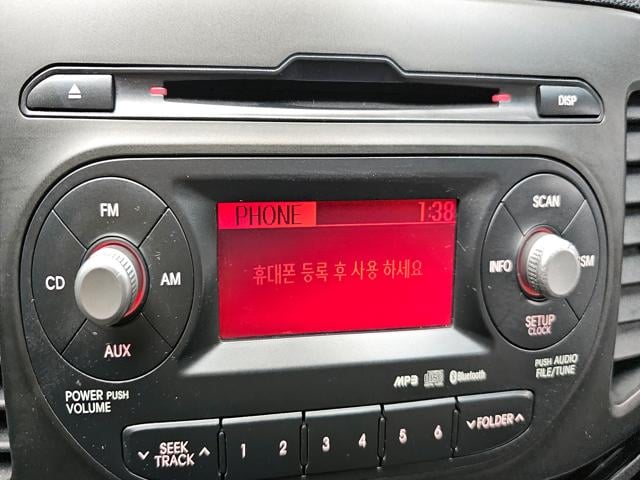 DISP
PHONE 1:38
휴대폰 등록 후 사용 하세요
FM
CD
AM
AUX
POWER PUSH
VOLUME
SCAN
INFO
SETUP
CLOCK
PUSH AUDIO
FILE/TUNE
MP3
Bluetooth
SEEK
TRACK
1 2 3 4 5 6
FOLDER